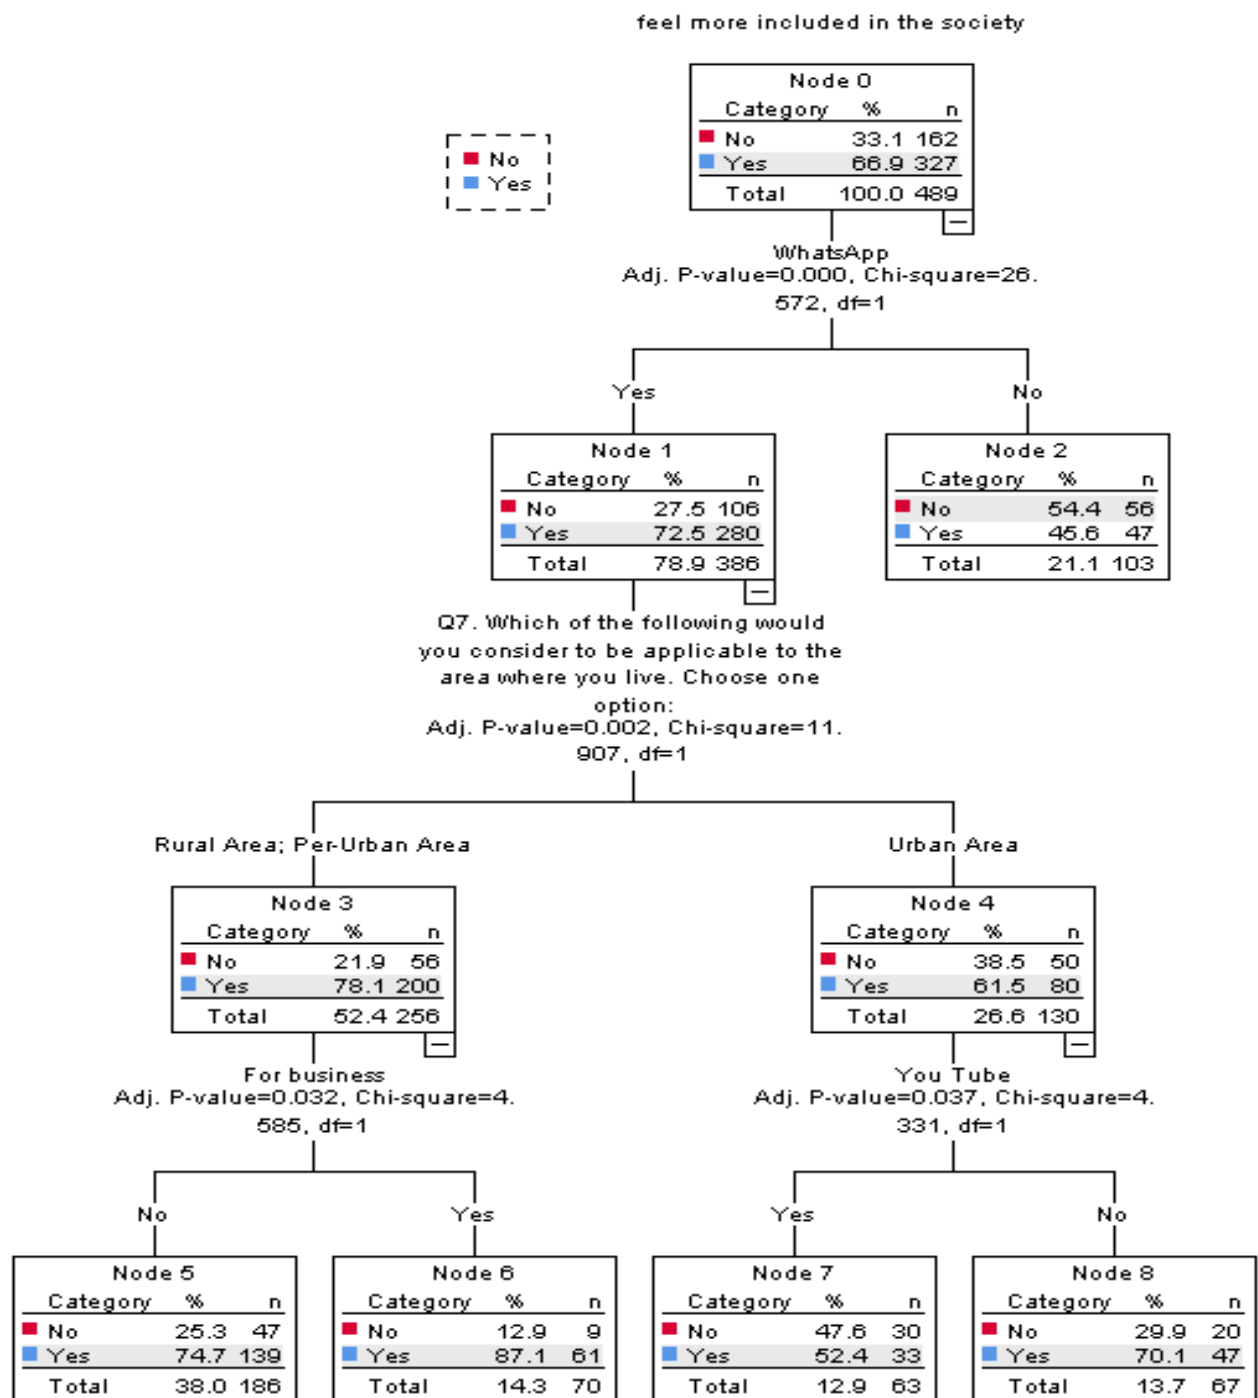 feel more included in the society
Node 0
Category % n
No 33.1 162
Yes 66.9 327
Total 100.0 489
No
Yes
WhatsApp
Adj. P-value=0.000, Chi-square=26.
572, df=1
Yes
No
Node 1
Category % n
No 27.5 106
Yes 72.5 280
Total 78.9 386
Node 2
Category % n
No 54.4 56
Yes 45.6 47
Total 21.1 103
Q7. Which of the following would
you consider to be applicable to the
area where you live. Choose one
option:
Adj. P-value=0.002, Chi-square=11.
907, df=1
Rural Area; Per-Urban Area
Urban Area
Node 3
Category % n
No 21.9 56
Yes 78.1 200
Total 52.4 256
Node 4
Category % n
No 38.5 50
Yes 61.5 80
Total 26.6 130
For business
Adj. P-value=0.032, Chi-square=4.
585, df=1
You Tube
Adj. P-value=0.037, Chi-square=4.
331, df=1
No
Yes
Yes
No
Node 5
Category % n
No 25.3 47
Yes 74.7 139
Total 38.0 186
Node 6
Category % n
No 12.9 9
Yes 87.1 61
Total 14.3 70
Node 7
Category % n
No 47.6 30
Yes 52.4 33
Total 12.9 63
Node 8
Category % n
No 29.9 20
Yes 70.1 47
Total 13.7 67